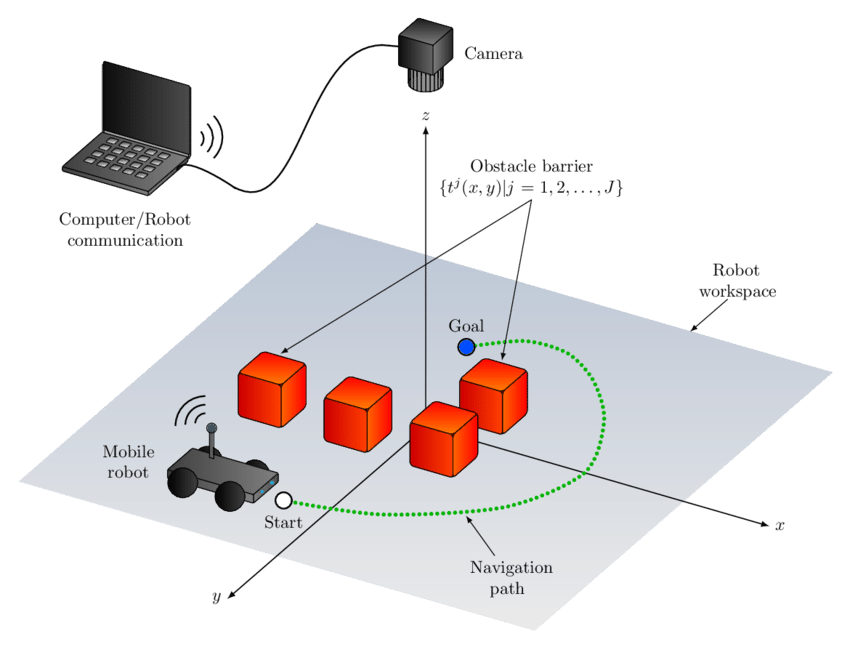 Camera
z
Obstacle barrier
{t^j(x, y)|j = 1, 2, . . . , J}
Computer/Robot
communication
Robot
workspace
Goal
Mobile
robot
Start
x
Navigation
path
y